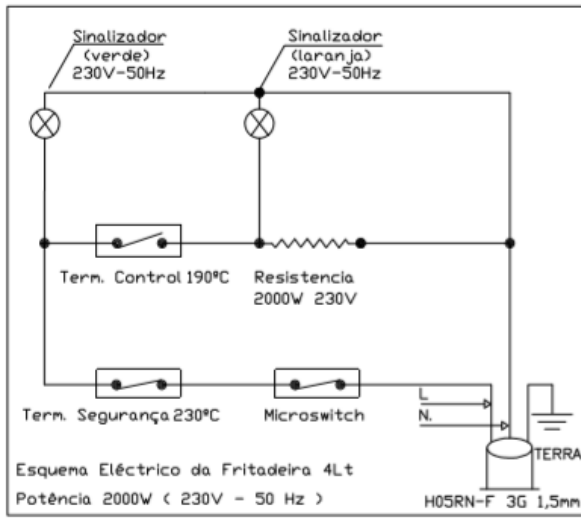 Sinalizador
(verde)
230V-50Hz
Sinalizador
(laranja)
230V-50Hz
Term. Control 190ºC
Resistencia
2000W 230V
Term. Segurança 230ºC
Microswitch
L
N.
TERRA
Esquema Eléctrico da Fritadeira 4Lt
Potência 2000W ( 230V - 50 Hz )
H05RN-F 3G 1,5mm